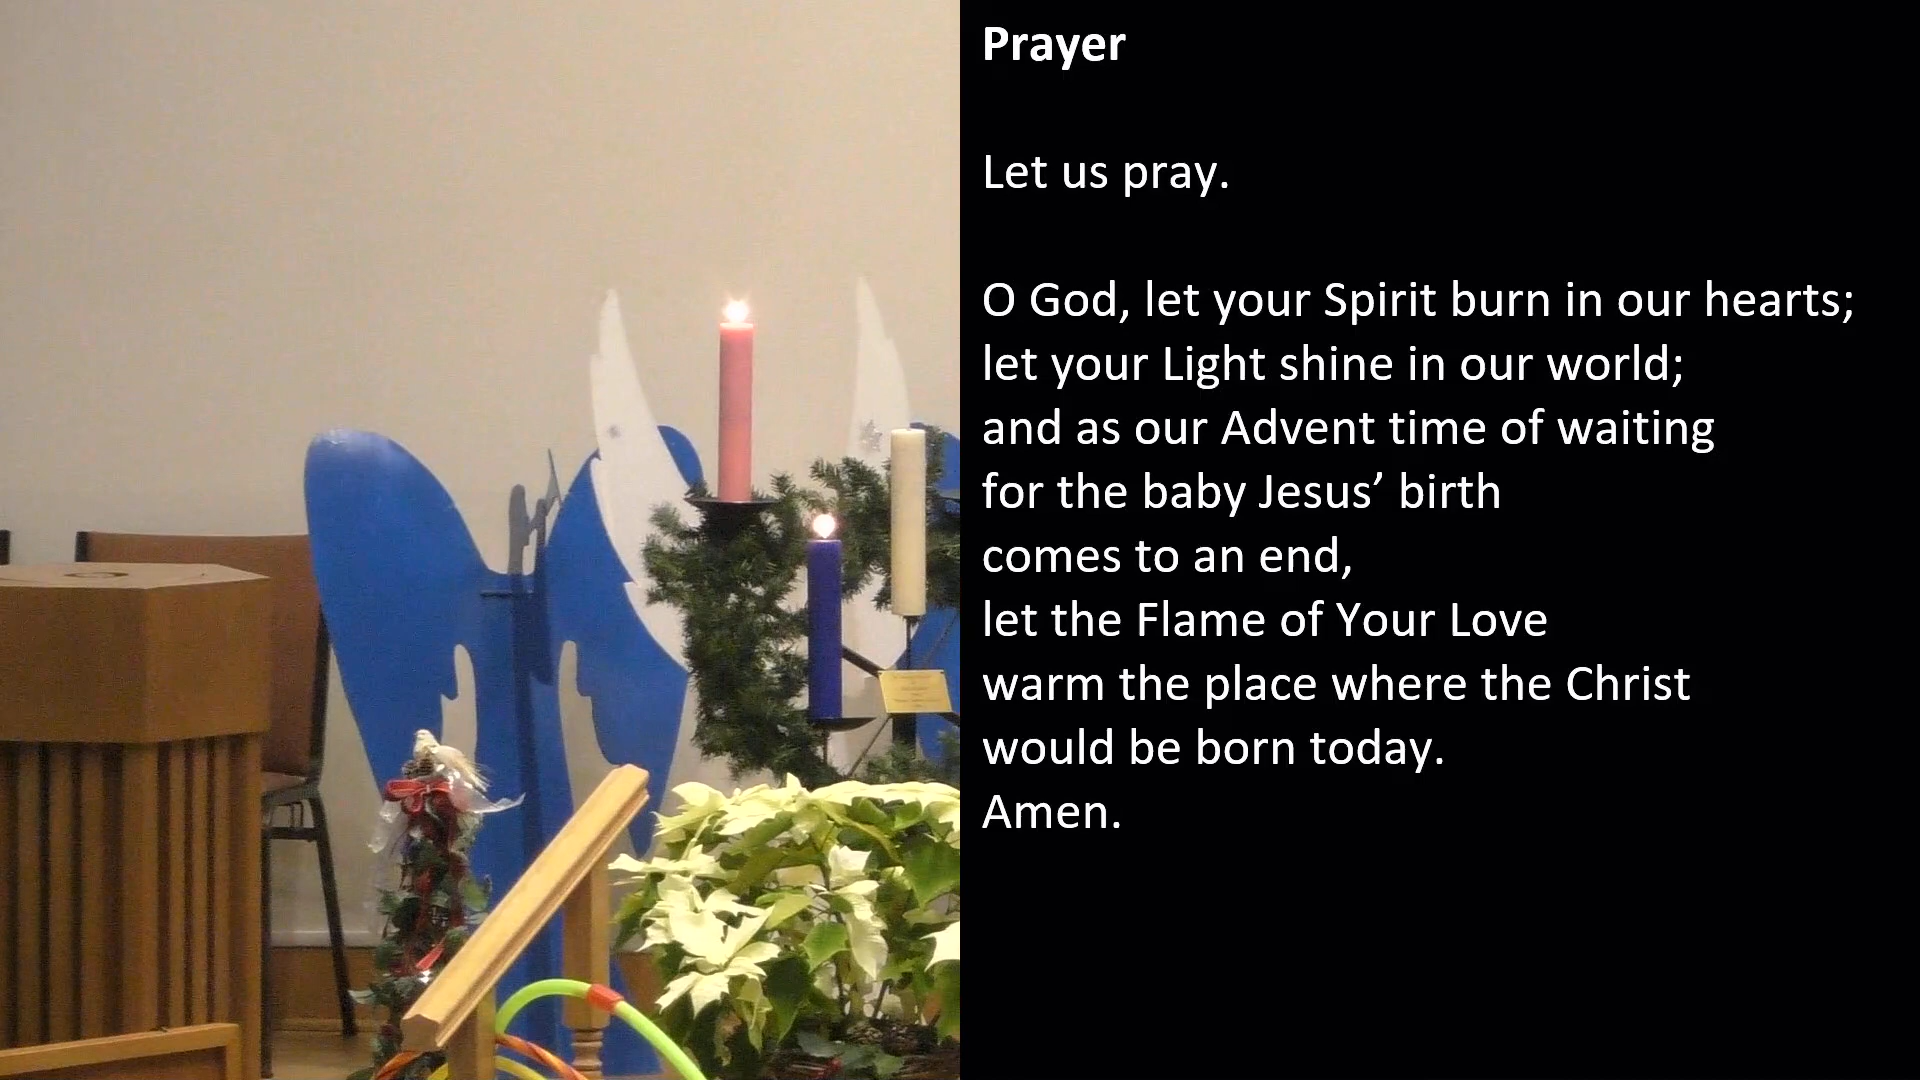 Prayer
Let us pray.
O God, let your Spirit burn in our hearts;
let your Light shine in our world;
and as our Advent time of waiting
for the baby Jesus’ birth
comes to an end,
let the Flame of Your Love
warm the place where the Christ
would be born today.
Amen.